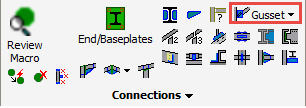 Gusset
Review
Macro
End/Baseplates
Connections